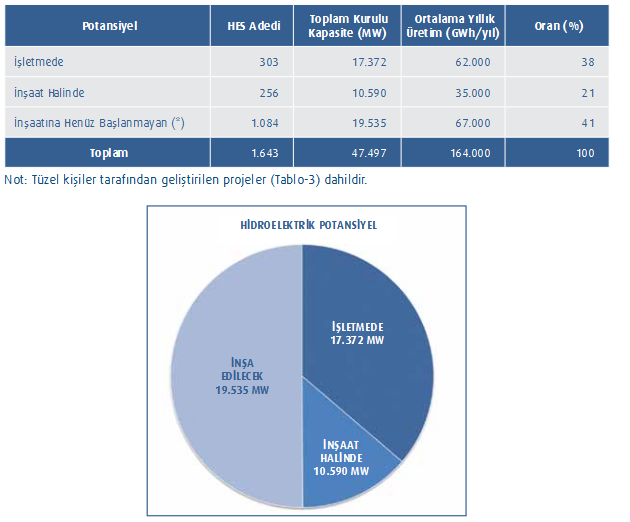 Potansiyel HES Adedi Toplam Kurulu Kapasite (MW) Ortalama Yıllık Üretim (GWh/yıl) Oran (%)
İşletmede 303 17.372 62.000 38
İnşaat Halinde 256 10.590 35.000 21
İnşaatına Henüz Başlanmayan (*) 1.084 19.535 67.000 41
Toplam 1.643 47.497 164.000 100
Not: Tüzel kişiler tarafından geliştirilen projeler (Tablo-3) dahildir.
HİDROELEKTRİK POTANSİYEL
İŞLETMEDE
17.372 MW
İNŞA
EDİLECEK
19.535 MW
İNŞAAT
HALİNDE
10.590 MW